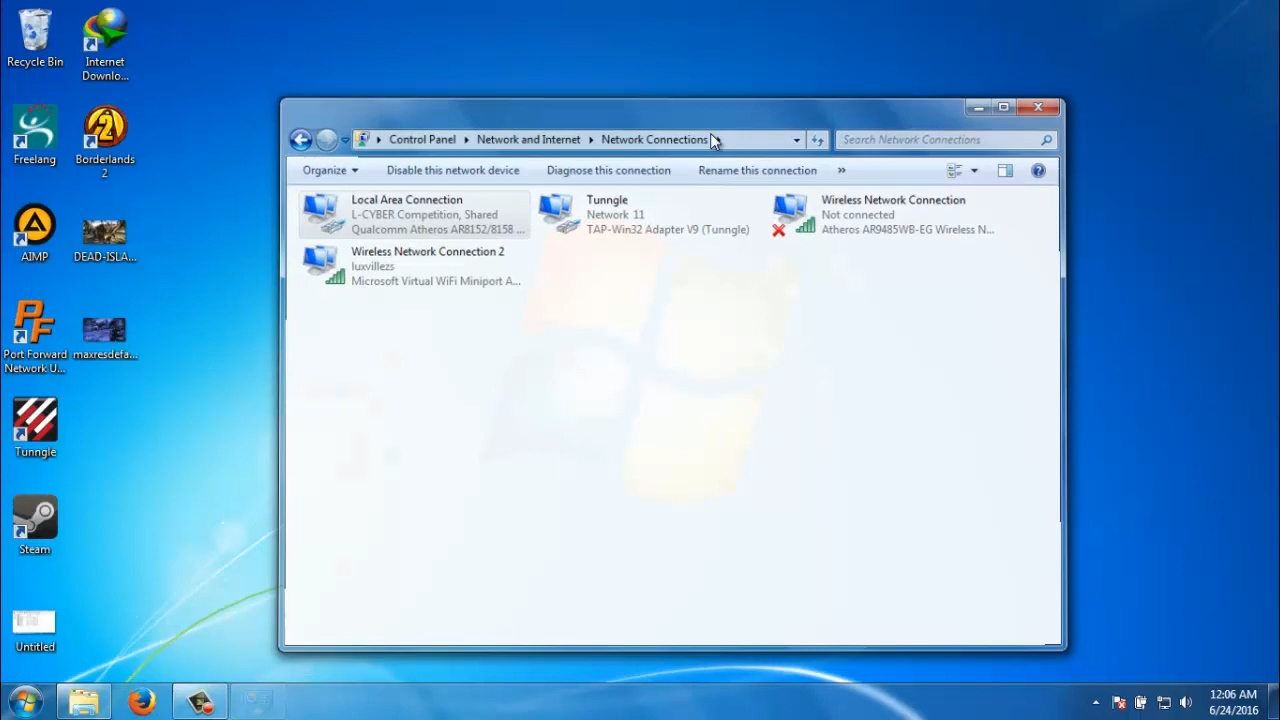 Recycle Bin
Internet
Downlo...
Freelang
Borderlands
2
AIMP
DEAD-ISLA...
Port Forward
Network U...
maxresdefa...
Tunngle
Steam
Untitled
Control Panel
Network and Internet
Network Connections
Search Network Connections
Organize
Disable this network device
Diagnose this connection
Rename this connection
»
Local Area Connection
L-CYBER Competition, Shared
Qualcomm Atheros AR8152/8158 ...
Tunngle
Network 11
TAP-Win32 Adapter V9 (Tunngle)
Wireless Network Connection
Not connected
Atheros AR9485WB-EG Wireless N...
Wireless Network Connection 2
luxvillezs
Microsoft Virtual WiFi Miniport A...
12:06 AM
6/24/2016